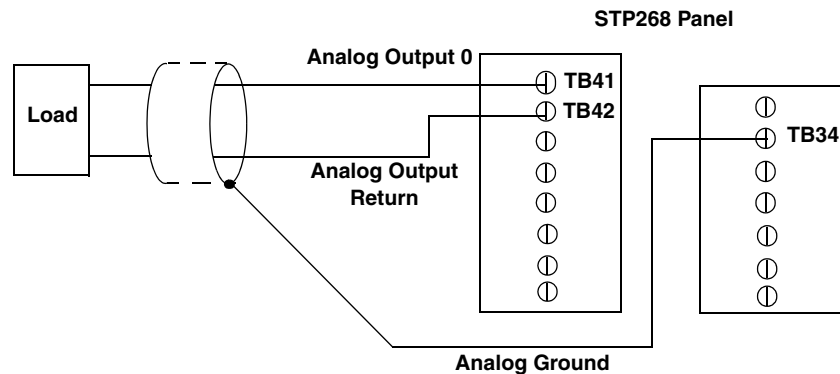 STP268 Panel
Analog Output 0
TB41
Load
TB42
TB34
Analog Output
Return
Analog Ground